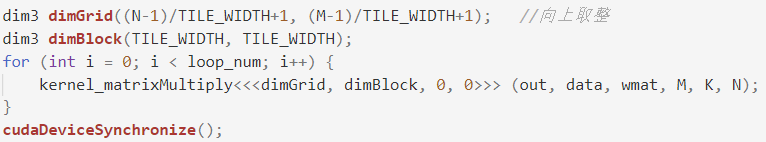 dim3 dimGrid((N-1)/TILE_WIDTH+1, (M-1)/TILE_WIDTH+1);   //向上取整
dim3 dimBlock(TILE_WIDTH, TILE_WIDTH);
for (int i = 0; i < loop_num; i++) {
    kernel_matrixMultiply<<<dimGrid, dimBlock, 0, 0>>> (out, data, wmat, M, K, N);
}
cudaDeviceSynchronize();